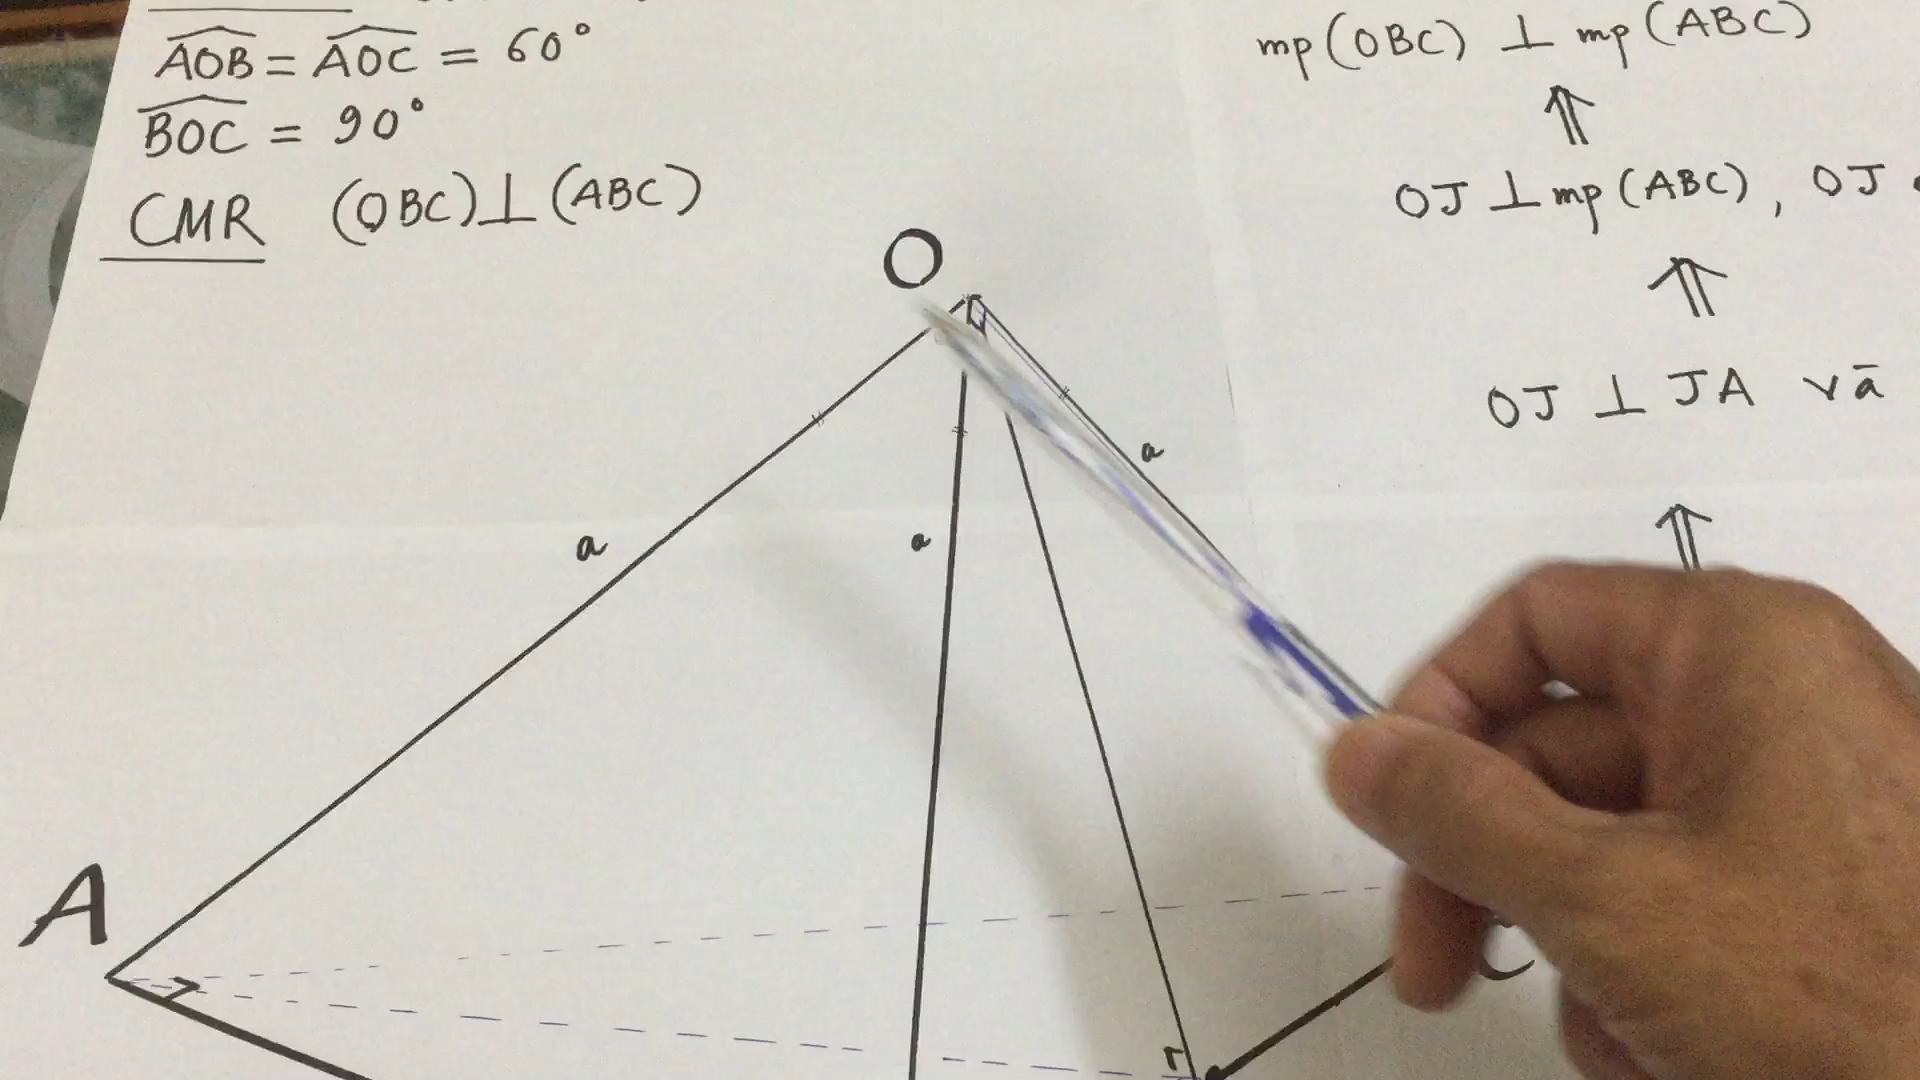 AOB = AOC = 60°
BOC = 90°
CMR (OBC)⊥(ABC)
mp(OBC) ⊥ mp(ABC)
⇑
OJ ⊥ mp(ABC), OJ
⇑
OJ ⊥ JA và
⇑
O
a
a
a
A
C